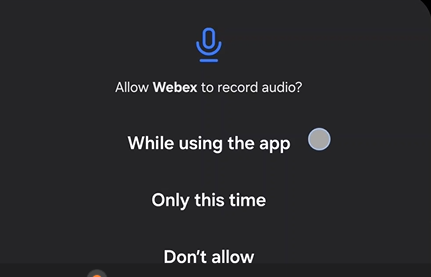 Allow Webex to record audio?
While using the app
Only this time
Don't allow